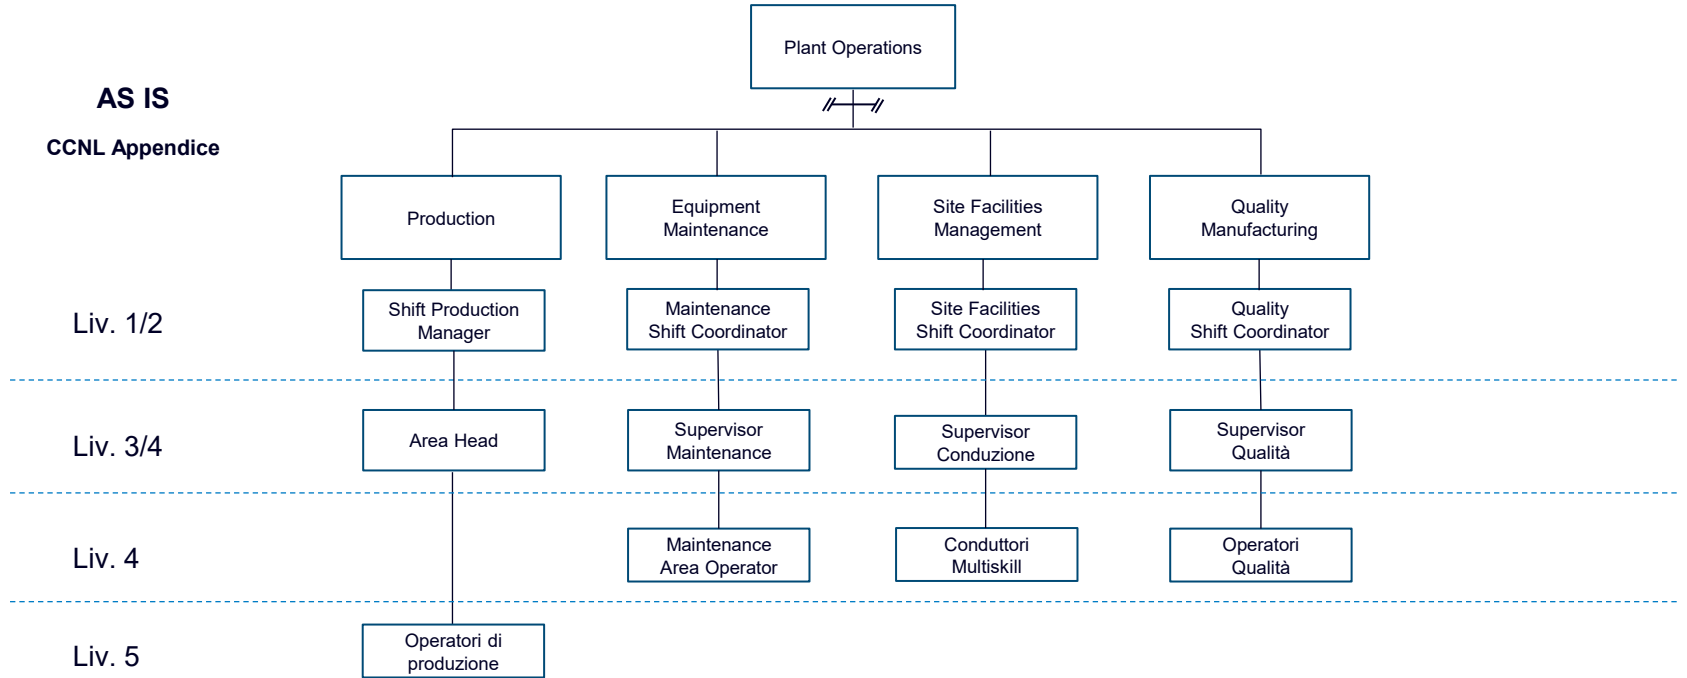 Plant Operations
AS IS
CCNL Appendice
Production
Equipment
Maintenance
Site Facilities
Management
Quality
Manufacturing
Liv. 1/2
Shift Production
Manager
Maintenance
Shift Coordinator
Site Facilities
Shift Coordinator
Quality
Shift Coordinator
Liv. 3/4
Area Head
Supervisor
Maintenance
Supervisor
Conduzione
Supervisor
Qualità
Liv. 4
Maintenance
Area Operator
Conduttori
Multiskill
Operatori
Qualità
Liv. 5
Operatori di
produzione